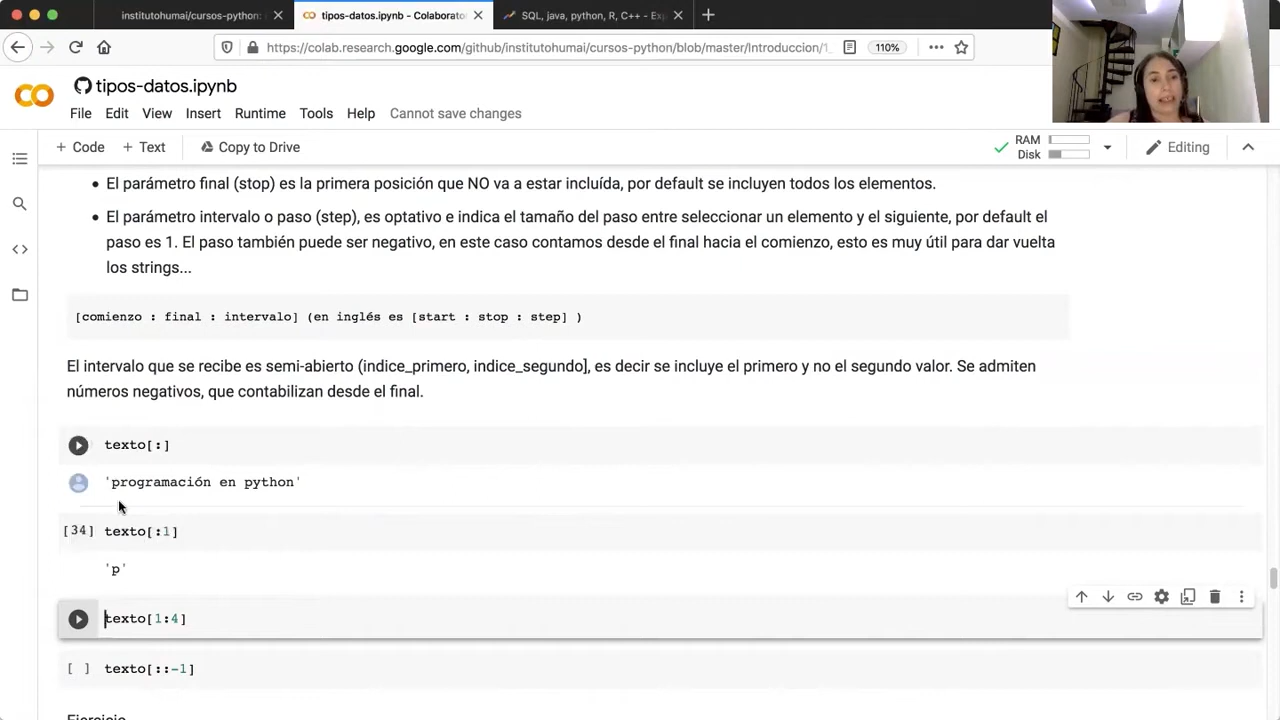 institutohumai/cursos-python:
tipos-datos.ipynb - Colaborato
SQL, java, python, R, C++ - Exp
https://colab.research.google.com/github/institutohumai/cursos-python/blob/master/Introduccion/1_
110%
tipos-datos.ipynb
File Edit View Insert Runtime Tools Help Cannot save changes
+ Code + Text Copy to Drive
RAM
Disk
Editing
• El parámetro final (stop) es la primera posición que NO va a estar incluída, por default se incluyen todos los elementos.
• El parámetro intervalo o paso (step), es optativo e indica el tamaño del paso entre seleccionar un elemento y el siguiente, por default el
paso es 1. El paso también puede ser negativo, en este caso contamos desde el final hacia el comienzo, esto es muy útil para dar vuelta
los strings...
[comienzo : final : intervalo] (en inglés es [start : stop : step] )
El intervalo que se recibe es semi-abierto (indice_primero, indice_segundo], es decir se incluye el primero y no el segundo valor. Se admiten
números negativos, que contabilizan desde el final.
texto[:]
'programación en python'
[34] texto[:1]
'p'
texto[1:4]
[ ] texto[::-1]
Ejercicio